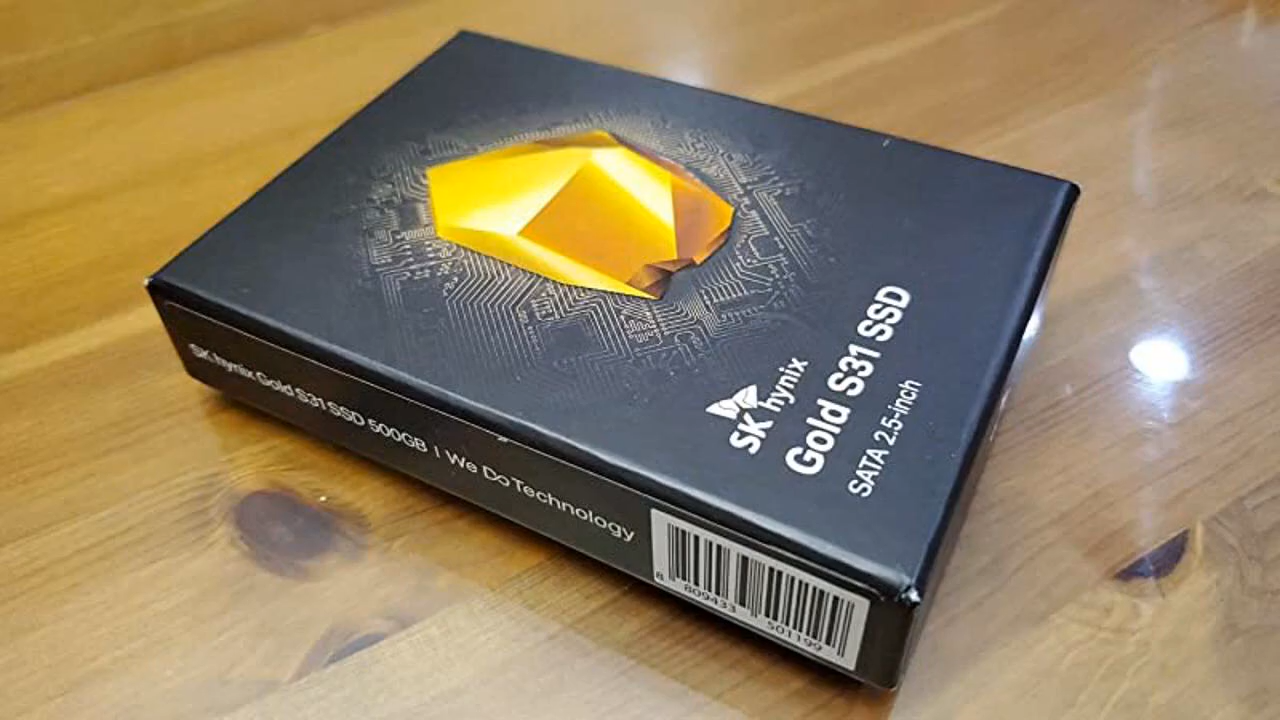 SK hynix
Gold S31 SSD
SATA 2.5-inch
SK hynix Gold S31 SSD 500GB | We Do Technology
8 809433 501199